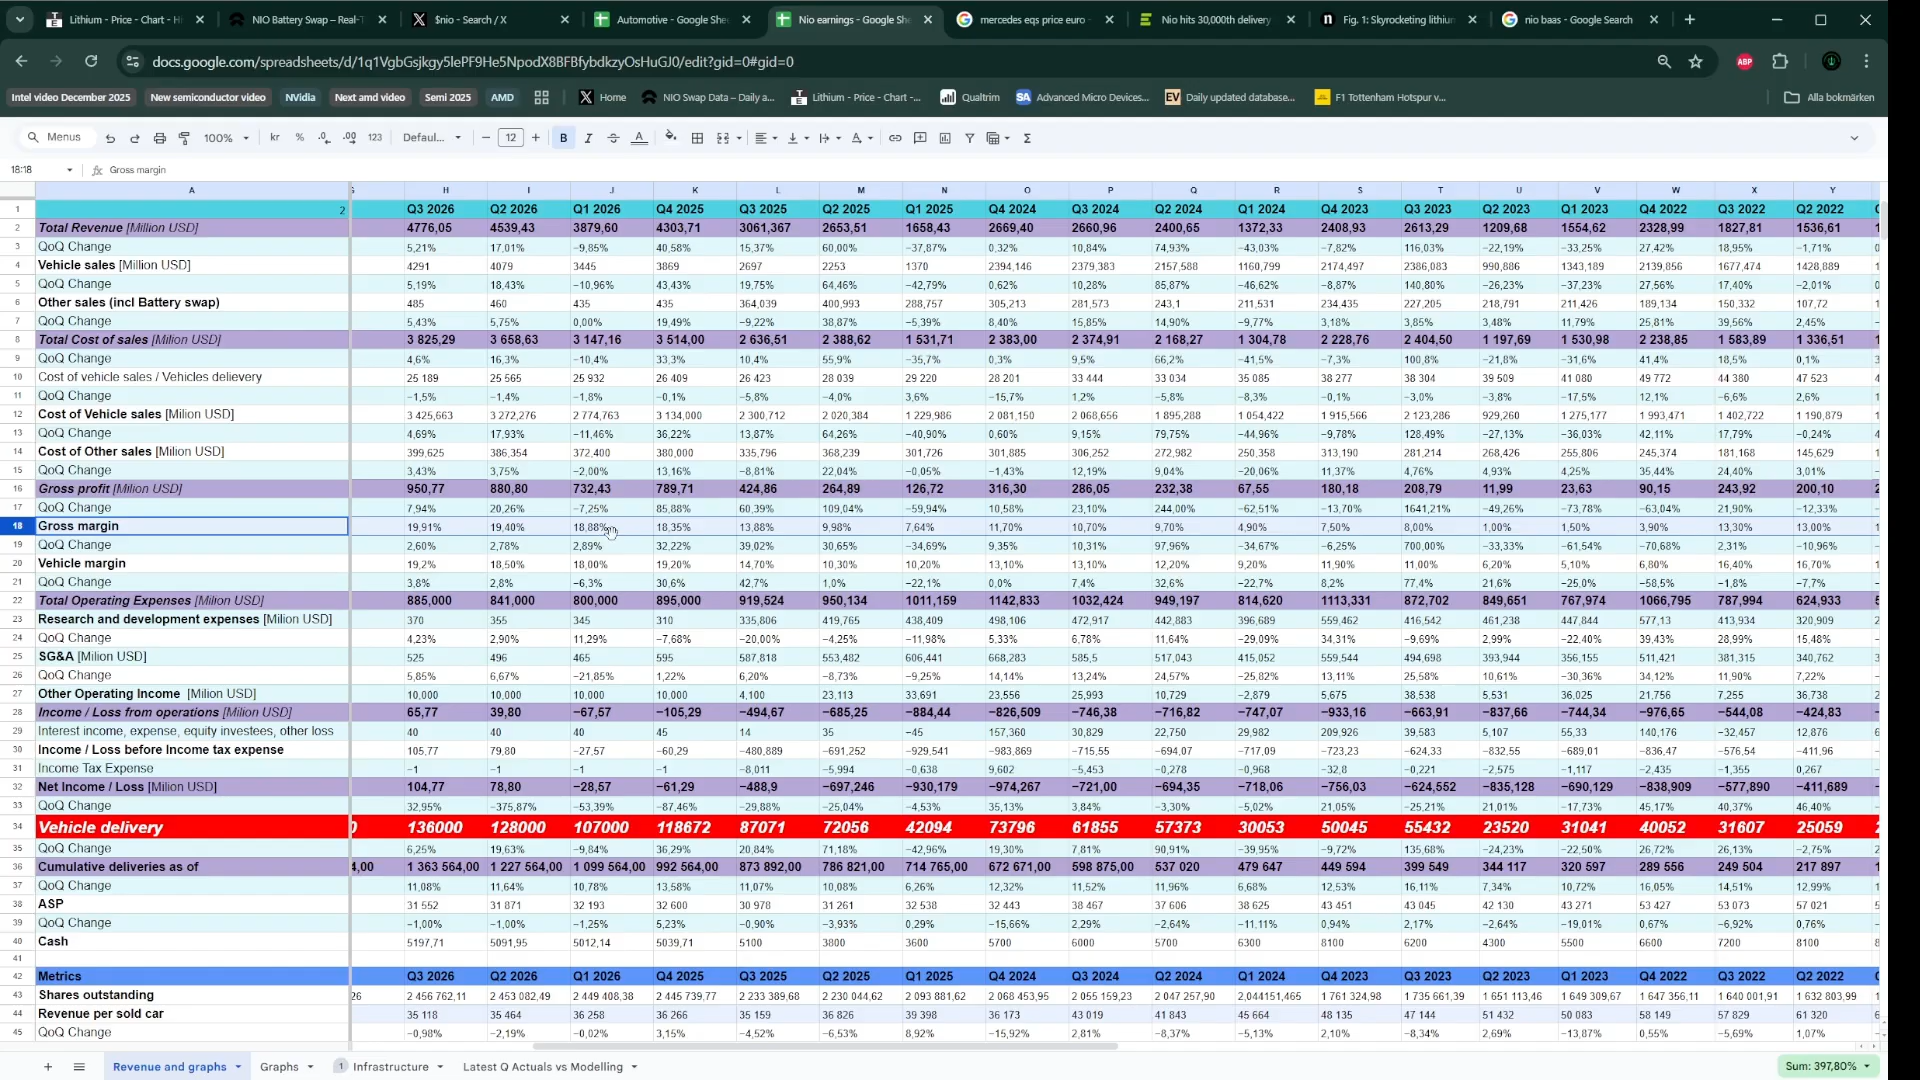 Lithium - Price - Chart - Hi
NIO Battery Swap – Real-T
$nio - Search / X
Automotive - Google She
Nio earnings - Google She
mercedes eqs price euro
Nio hits 30,000th delivery
Fig. 1: Skyrocketing lithiu
nio baas - Google Search
docs.google.com/spreadsheets/d/1q1VgbGsjkgy5lePF9He5NpodX8BFBfybdkzyOsHuGJ0/edit?gid=0#gid=0
Intel video December 2025 New semiconductor video NVidia Next amd video Semi 2025 AMD Home NIO Swap Data – Daily a... Lithium - Price - Chart -... Qualtrim Advanced Micro Devices... Daily updated database... F1 Tottenham Hotspur v... Alla bokmärken
Menus 100% kr % .0 .00 123 Defaul... 12 B I
18:18 fx Gross margin
A G H I J K L M N O P Q R S T U V W X Y
1 2 Q3 2026 Q2 2026 Q1 2026 Q4 2025 Q3 2025 Q2 2025 Q1 2025 Q4 2024 Q3 2024 Q2 2024 Q1 2024 Q4 2023 Q3 2023 Q2 2023 Q1 2023 Q4 2022 Q3 2022 Q2 2022
2 Total Revenue [Million USD] 4776,05 4539,43 3879,60 4303,71 3061,367 2653,51 1658,43 2669,40 2660,96 2400,65 1372,33 2408,93 2613,29 1209,68 1554,62 2328,99 1827,81 1536,61
3 QoQ Change 5,21% 17,01% −9,85% 40,58% 15,37% 60,00% −37,87% 0,32% 10,84% 74,93% −43,03% −7,82% 116,03% −22,19% −33,25% 27,42% 18,95% −1,71%
4 Vehicle sales [Million USD] 4291 4079 3445 3869 2697 2253 1370 2394,146 2379,383 2157,588 1160,799 2174,497 2386,083 990,886 1343,189 2139,856 1677,474 1428,889
5 QoQ Change 5,19% 18,43% −10,96% 43,43% 19,75% 64,46% −42,79% 0,62% 10,28% 85,87% −46,62% −8,87% 140,80% −26,23% −37,23% 27,56% 17,40% −2,01%
6 Other sales (incl Battery swap) 485 460 435 435 364,039 400,993 288,757 305,213 281,573 243,1 211,531 234,435 227,205 218,791 211,426 189,134 150,332 107,72
7 QoQ Change 5,43% 5,75% 0,00% 19,49% −9,22% 38,87% −5,39% 8,40% 15,85% 14,90% −9,77% 3,18% 3,85% 3,48% 11,79% 25,81% 39,56% 2,45%
8 Total Cost of sales [Milion USD] 3 825,29 3 658,63 3 147,16 3 514,00 2 636,51 2 388,62 1 531,71 2 383,00 2 374,91 2 168,27 1 304,78 2 228,76 2 404,50 1 197,69 1 530,98 2 238,85 1 583,89 1 336,51
9 QoQ Change 4,6% 16,3% −10,4% 33,3% 10,4% 55,9% −35,7% 0,3% 9,5% 66,2% −41,5% −7,3% 100,8% −21,8% −31,6% 41,4% 18,5% 0,1%
10 Cost of vehicle sales / Vehicles delievery 25 189 25 565 25 932 26 409 26 423 28 039 29 220 28 201 33 444 33 034 35 085 38 277 38 304 39 509 41 080 49 772 44 380 47 523
11 QoQ Change −1,5% −1,4% −1,8% −0,1% −5,8% −4,0% 3,6% −15,7% 1,2% −5,8% −8,3% −0,1% −3,0% −3,8% −17,5% 12,1% −6,6% 2,6%
12 Cost of Vehicle sales [Milion USD] 3 425,663 3 272,276 2 774,763 3 134,000 2 300,712 2 020,384 1 229,986 2 081,150 2 068,656 1 895,288 1 054,422 1 915,566 2 123,286 929,260 1 275,177 1 993,471 1 402,722 1 190,879
13 QoQ Change 4,69% 17,93% −11,46% 36,22% 13,87% 64,26% −40,90% 0,60% 9,15% 79,75% −44,96% −9,78% 128,49% −27,13% −36,03% 42,11% 17,79% −0,24%
14 Cost of Other sales [Milion USD] 399,625 386,354 372,400 380,000 335,796 368,239 301,726 301,885 306,252 272,982 250,358 313,190 281,214 268,426 255,806 245,374 181,168 145,629
15 QoQ Change 3,43% 3,75% −2,00% 13,16% −8,81% 22,04% −0,05% −1,43% 12,19% 9,04% −20,06% 11,37% 4,76% 4,93% 4,25% 35,44% 24,40% 3,01%
16 Gross profit [Milion USD] 950,77 880,80 732,43 789,71 424,86 264,89 126,72 316,30 286,05 232,38 67,55 180,18 208,79 11,99 23,63 90,15 243,92 200,10
17 QoQ Change 7,94% 20,26% −7,25% 85,88% 60,39% 109,04% −59,94% 10,58% 23,10% 244,00% −62,51% −13,70% 1641,21% −49,26% −73,78% −63,04% 21,90% −12,33%
18 Gross margin 19,91% 19,40% 18,88% 18,35% 13,88% 9,98% 7,64% 11,70% 10,70% 9,70% 4,90% 7,50% 8,00% 1,00% 1,50% 3,90% 13,30% 13,00%
19 QoQ Change 2,60% 2,78% 2,89% 32,22% 39,02% 30,65% −34,69% 9,35% 10,31% 97,96% −34,67% −6,25% 700,00% −33,33% −61,54% −70,68% 2,31% −10,96%
20 Vehicle margin 19,2% 18,50% 18,00% 19,20% 14,70% 10,30% 10,20% 13,10% 13,10% 12,20% 9,20% 11,90% 11,00% 6,20% 5,10% 6,80% 16,40% 16,70%
21 QoQ Change 3,8% 2,8% −6,3% 30,6% 42,7% 1,0% −22,1% 0,0% 7,4% 32,6% −22,7% 8,2% 77,4% 21,6% −25,0% −58,5% −1,8% −7,7%
22 Total Operating Expenses [Milion USD] 885,000 841,000 800,000 895,000 919,524 950,134 1011,159 1142,833 1032,424 949,197 814,620 1113,331 872,702 849,651 767,974 1066,795 787,994 624,933
23 Research and development expenses [Milion USD] 370 355 345 310 335,806 419,765 438,409 498,106 472,917 442,883 396,689 559,462 416,542 461,238 447,844 577,13 413,934 320,909
24 QoQ Change 4,23% 2,90% 11,29% −7,68% −20,00% −4,25% −11,98% 5,33% 6,78% 11,64% −29,09% 34,31% −9,69% 2,99% −22,40% 39,43% 28,99% 15,48%
25 SG&A [Milion USD] 525 496 465 595 587,818 553,482 606,441 668,283 585,5 517,043 415,052 559,544 494,698 393,944 356,155 511,421 381,315 340,762
26 QoQ Change 5,85% 6,67% −21,85% 1,22% 6,20% −8,73% −9,25% 14,14% 13,24% 24,57% −25,82% 13,11% 25,58% 10,61% −30,36% 34,12% 11,90% 7,22%
27 Other Operating Income [Milion USD] 10,000 10,000 10,000 10,000 4,100 23,113 33,691 23,556 25,993 10,729 −2,879 5,675 38,538 5,531 36,025 21,756 7,255 36,738
28 Income / Loss from operations [Milion USD] 65,77 39,80 −67,57 −105,29 −494,67 −685,25 −884,44 −826,509 −746,38 −716,82 −747,07 −933,16 −663,91 −837,66 −744,34 −976,65 −544,08 −424,83
29 Interest income, expense, equity investees, other loss 40 40 40 45 14 35 −45 157,360 30,829 22,750 29,982 209,926 39,583 5,107 55,33 140,176 −32,457 12,876
30 Income / Loss before Income tax expense 105,77 79,80 −27,57 −60,29 −480,889 −691,252 −929,541 −983,869 −715,55 −694,07 −717,09 −723,23 −624,33 −832,55 −689,01 −836,47 −576,54 −411,96
31 Income Tax Expense −1 −1 −1 −1 −8,011 −5,994 −0,638 9,602 −5,453 −0,278 −0,968 −32,8 −0,221 −2,575 −1,117 −2,435 −1,355 0,267
32 Net Income / Loss [Milion USD] 104,77 78,80 −28,57 −61,29 −488,9 −697,246 −930,179 −974,267 −721,00 −694,35 −718,06 −756,03 −624,552 −835,128 −690,129 −838,909 −577,890 −411,689
33 QoQ Change 32,95% −375,87% −53,39% −87,46% −29,88% −25,04% −4,53% 35,13% 3,84% −3,30% −5,02% 21,05% −25,21% 21,01% −17,73% 45,17% 40,37% 46,40%
34 Vehicle delivery 0 136000 128000 107000 118672 87071 72056 42094 73796 61855 57373 30053 50045 55432 23520 31041 40052 31607 25059
35 QoQ Change 6,25% 19,63% −9,84% 36,29% 20,84% 71,18% −42,96% 19,30% 7,81% 90,91% −39,95% −9,72% 135,68% −24,23% −22,50% 26,72% 26,13% −2,75%
36 Cumulative deliveries as of 4,00 1 363 564,00 1 227 564,00 1 099 564,00 992 564,00 873 892,00 786 821,00 714 765,00 672 671,00 598 875,00 537 020 479 647 449 594 399 549 344 117 320 597 289 556 249 504 217 897
37 QoQ Change 11,08% 11,64% 10,78% 13,58% 11,07% 10,08% 6,26% 12,32% 11,52% 11,96% 6,68% 12,53% 16,11% 7,34% 10,72% 16,05% 14,51% 12,99%
38 ASP 31 552 31 871 32 193 32 600 30 978 31 261 32 538 32 443 38 467 37 606 38 625 43 451 43 045 42 130 43 271 53 427 53 073 57 021
39 QoQ Change −1,00% −1,00% −1,25% 5,23% −0,90% −3,93% 0,29% −15,66% 2,29% −2,64% −11,11% 0,94% 2,17% −2,64% −19,01% 0,67% −6,92% 0,76%
40 Cash 5197,71 5091,95 5012,14 5039,71 5100 3800 3600 5700 6000 5700 6300 8100 6200 4300 5500 6600 7200 8100
41
42 Metrics Q3 2026 Q2 2026 Q1 2026 Q4 2025 Q3 2025 Q2 2025 Q1 2025 Q4 2024 Q3 2024 Q2 2024 Q1 2024 Q4 2023 Q3 2023 Q2 2023 Q1 2023 Q4 2022 Q3 2022 Q2 2022
43 Shares outstanding 26 2 456 762,11 2 453 082,49 2 449 408,38 2 445 739,77 2 233 389,68 2 230 044,62 2 093 881,62 2 068 453,95 2 055 159,23 2 047 257,90 2,044151,465 1 761 324,98 1 735 661,39 1 651 113,46 1 649 309,67 1 647 356,11 1 640 001,91 1 632 803,99
44 Revenue per sold car 35 118 35 464 36 258 36 266 35 159 36 826 39 398 36 173 43 019 41 843 45 664 48 135 47 144 51 432 50 083 58 149 57 829 61 320
45 QoQ Change −0,98% −2,19% −0,02% 3,15% −4,52% −6,53% 8,92% −15,92% 2,81% −8,37% −5,13% 2,10% −8,34% 2,69% −13,87% 0,55% −5,69% 1,07%
Revenue and graphs Graphs 1 Infrastructure Latest Q Actuals vs Modelling Sum: 397,80%